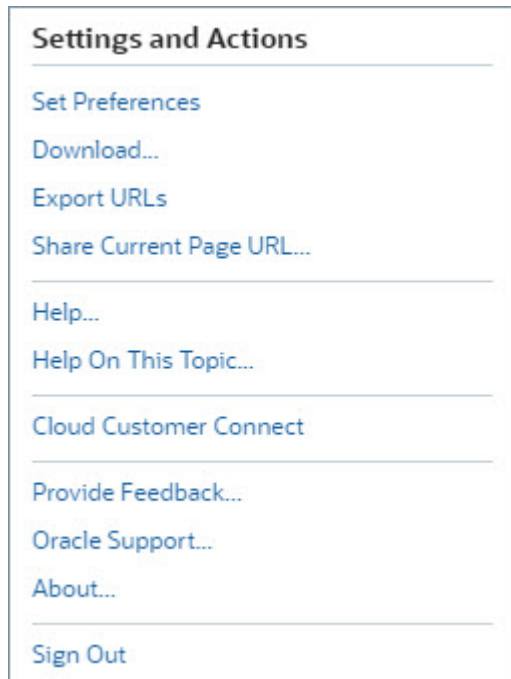 Settings and Actions
Set Preferences
Download...
Export URLs
Share Current Page URL...
Help...
Help On This Topic...
Cloud Customer Connect
Provide Feedback...
Oracle Support...
About...
Sign Out